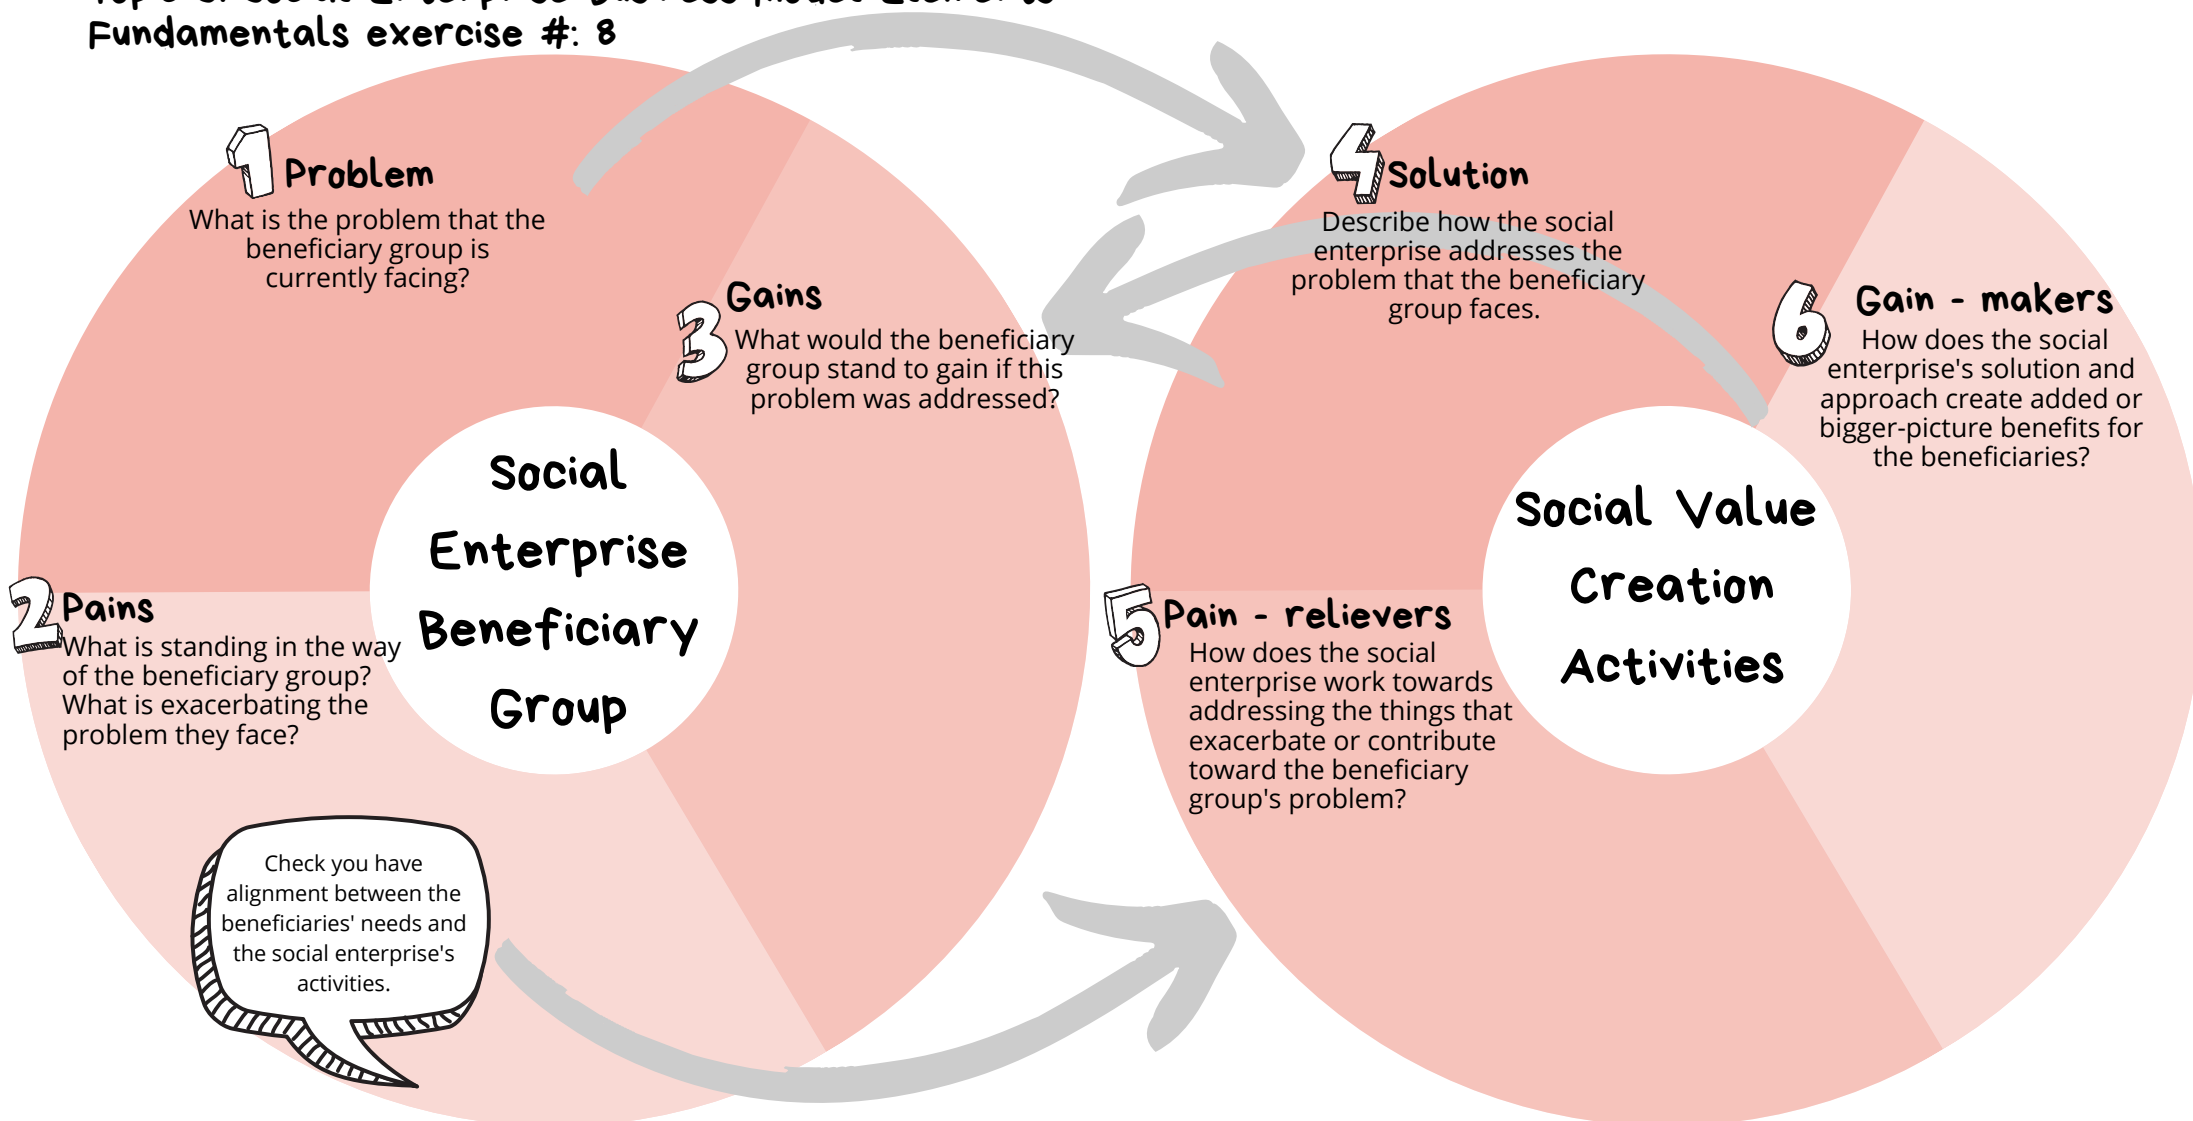 Fundamentals exercise #: 8
1 Problem
What is the problem that the
beneficiary group is
currently facing?
3 Gains
What would the beneficiary
group stand to gain if this
problem was addressed?
Social
Enterprise
Beneficiary
Group
2 Pains
What is standing in the way
of the beneficiary group?
What is exacerbating the
problem they face?
Check you have
alignment between the
beneficiaries' needs and
the social enterprise's
activities.
4 Solution
Describe how the social
enterprise addresses the
problem that the beneficiary
group faces.
6 Gain - makers
How does the social
enterprise's solution and
approach create added or
bigger-picture benefits for
the beneficiaries?
Social Value
Creation
Activities
5 Pain - relievers
How does the social
enterprise work towards
addressing the things that
exacerbate or contribute
toward the beneficiary
group's problem?